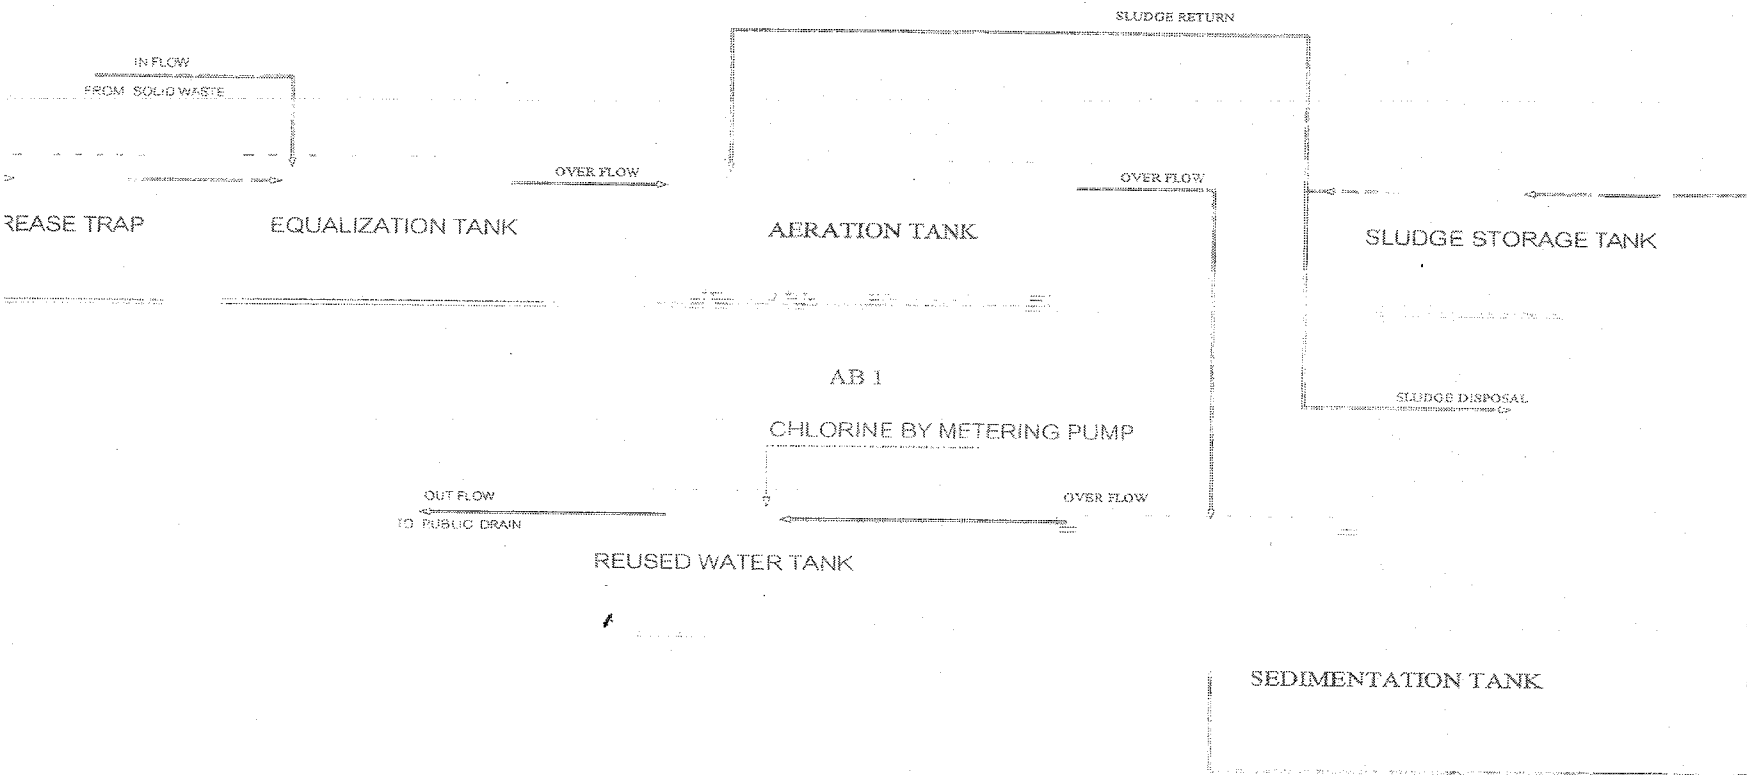 SLUDGE RETURN
IN FLOW
FROM SOLID WASTE
OVER FLOW
OVER FLOW
REASE TRAP
EQUALIZATION TANK
AERATION TANK
SLUDGE STORAGE TANK
AB 1
SLUDGE DISPOSAL
CHLORINE BY METERING PUMP
OUT FLOW
TO PUBLIC DRAIN
OVER FLOW
REUSED WATER TANK
SEDIMENTATION TANK